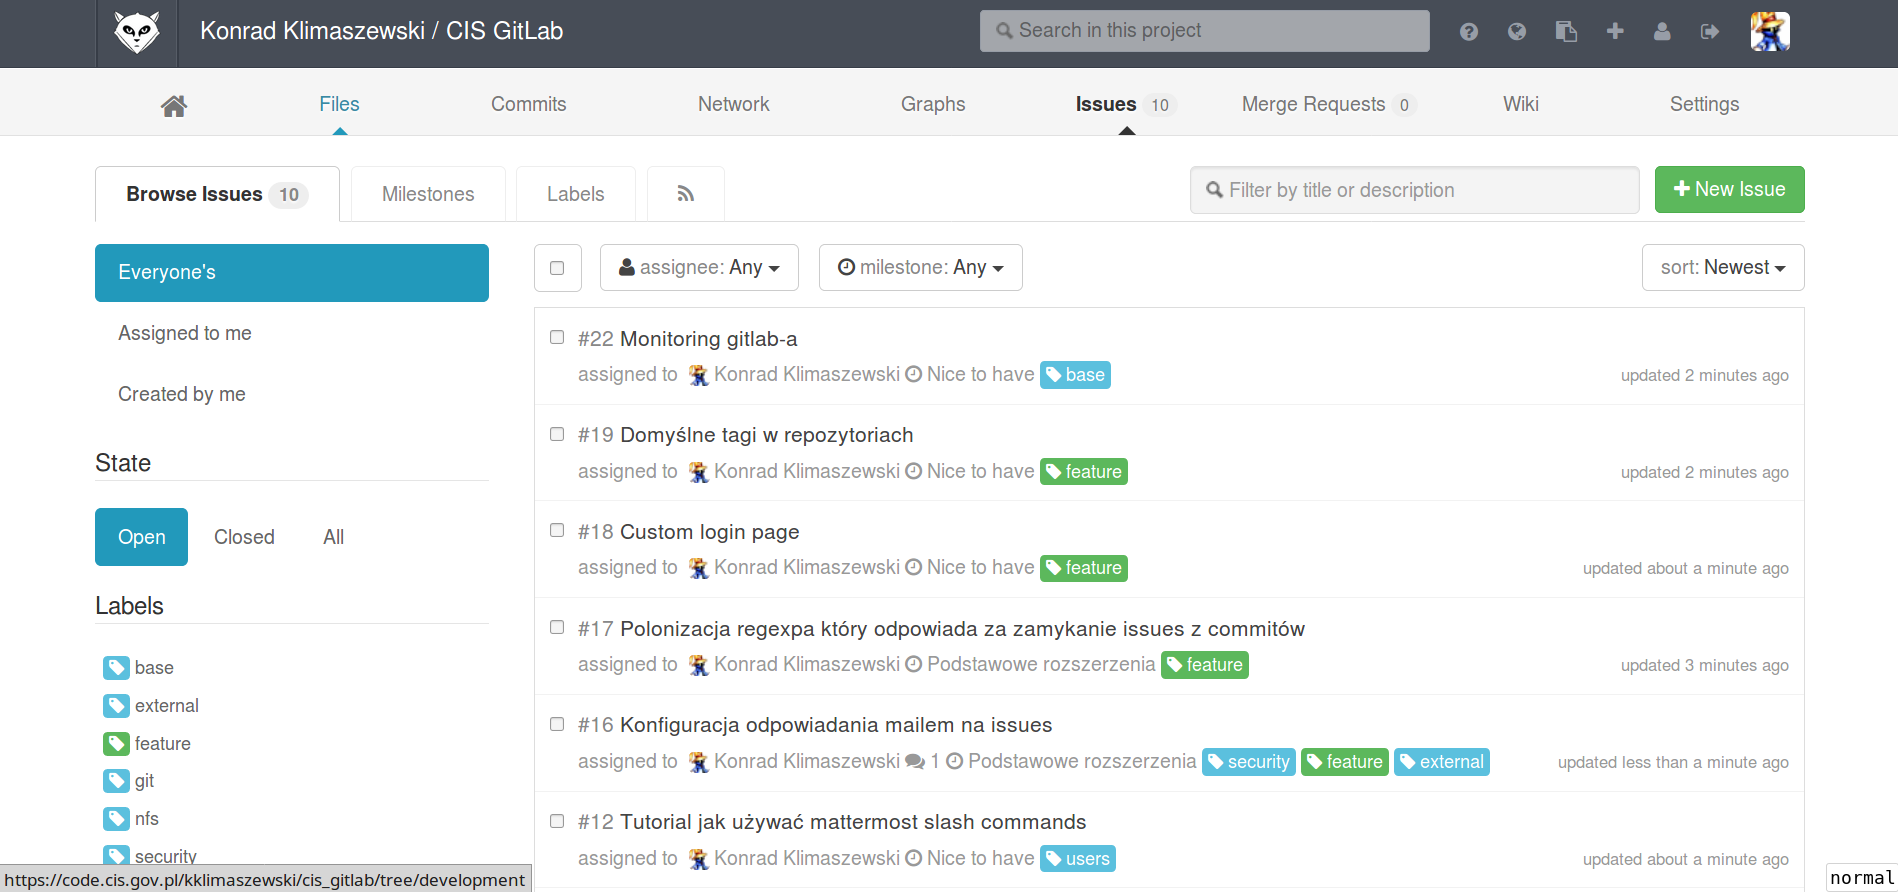 Konrad Klimaszewski / CIS GitLab
Search in this project
Files Commits Network Graphs Issues 10 Merge Requests 0 Wiki Settings
Browse Issues 10 Milestones Labels
Filter by title or description
New Issue
Everyone's
Assigned to me
Created by me
State
Open Closed All
Labels
base
external
feature
git
nfs
security
assignee: Any milestone: Any sort: Newest
#22 Monitoring gitlab-a
assigned to Konrad Klimaszewski Nice to have base updated 2 minutes ago
#19 Domyślne tagi w repozytoriach
assigned to Konrad Klimaszewski Nice to have feature updated 2 minutes ago
#18 Custom login page
assigned to Konrad Klimaszewski Nice to have feature updated about a minute ago
#17 Polonizacja regexpa który odpowiada za zamykanie issues z commitów
assigned to Konrad Klimaszewski Podstawowe rozszerzenia feature updated 3 minutes ago
#16 Konfiguracja odpowiadania mailem na issues
assigned to Konrad Klimaszewski 1 Podstawowe rozszerzenia security feature external updated less than a minute ago
#12 Tutorial jak używać mattermost slash commands
assigned to Konrad Klimaszewski Nice to have users updated about a minute ago
https://code.cis.gov.pl/kklimaszewski/cis_gitlab/tree/development
normal